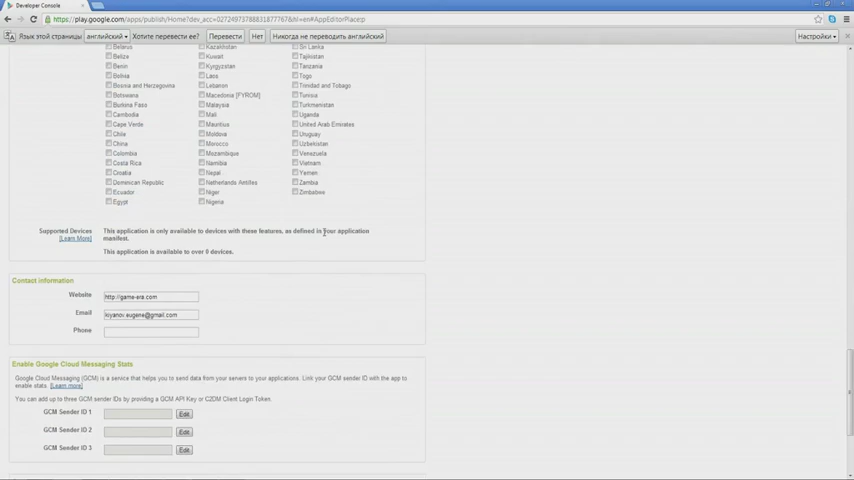 Developer Console
https://play.google.com/apps/publish/Home?dev_acc=02724973788831877767&hl=en#AppEditorPlace:p
Язык этой страницы английский Хотите перевести ее? Перевести Нет Никогда не переводить английский Настройки
Belarus Kazakhstan Sri Lanka
Belize Kuwait Tajikistan
Benin Kyrgyzstan Tanzania
Bolivia Laos Togo
Bosnia and Herzegovina Lebanon Trinidad and Tobago
Botswana Macedonia [FYROM] Tunisia
Burkina Faso Malaysia Turkmenistan
Cambodia Mali Uganda
Cape Verde Mauritius United Arab Emirates
Chile Moldova Uruguay
China Morocco Uzbekistan
Colombia Mozambique Venezuela
Costa Rica Namibia Vietnam
Croatia Nepal Yemen
Dominican Republic Netherlands Antilles Zambia
Ecuador Niger Zimbabwe
Egypt Nigeria
Supported Devices This application is only available to devices with these features, as defined in your application
[Learn More] manifest.
This application is available to over 0 devices.
Contact information
Website http://game-era.com
Email kiyanov.eugene@gmail.com
Phone
Enable Google Cloud Messaging Stats
Google Cloud Messaging (GCM) is a service that helps you to send data from your servers to your applications. Link your GCM sender ID with the app to
enable stats. [Learn more]
You can add up to three GCM sender IDs by providing a GCM API Key or C2DM Client Login Token.
GCM Sender ID 1 Edit
GCM Sender ID 2 Edit
GCM Sender ID 3 Edit